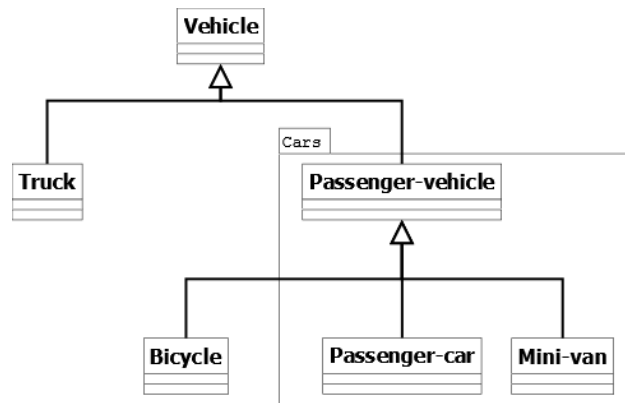 Vehicle
Cars
Truck
Passenger-vehicle
Bicycle
Passenger-car
Mini-van